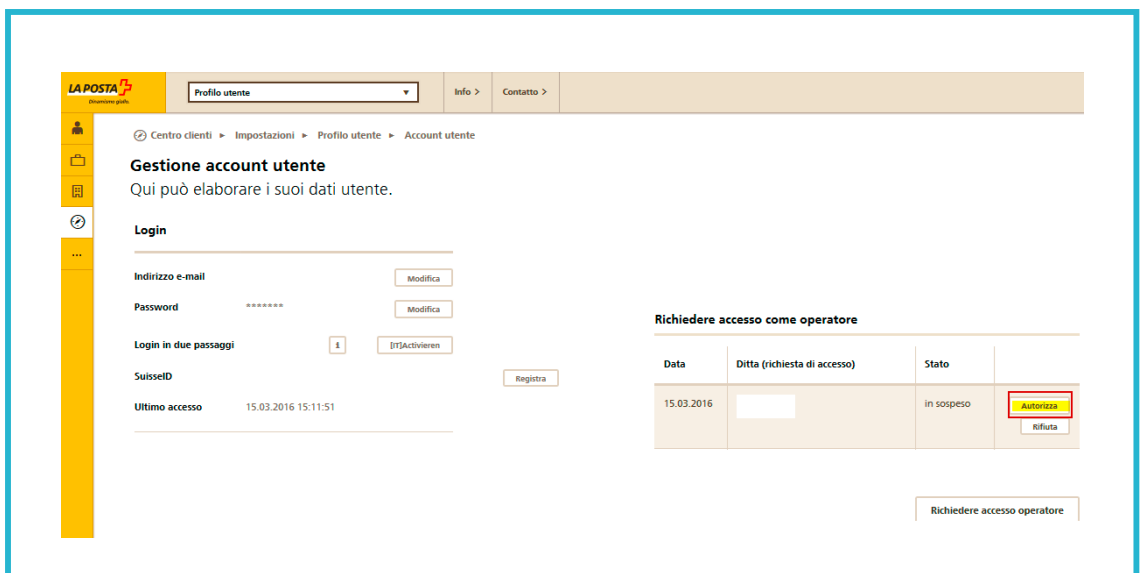 LA POSTA
Dinamismo giallo.
Profilo utente
Info >
Contatto >
Centro clienti ► Impostazioni ► Profilo utente ► Account utente
Gestione account utente
Qui può elaborare i suoi dati utente.
Login
Indirizzo e-mail Modifica
Password ******* Modifica
Login in due passaggi i [IT]Activieren
SuisseID Registra
Ultimo accesso 15.03.2016 15:11:51
Richiedere accesso come operatore
Data Ditta (richiesta di accesso) Stato
15.03.2016 in sospeso Autorizza
Rifiuta
Richiedere accesso operatore